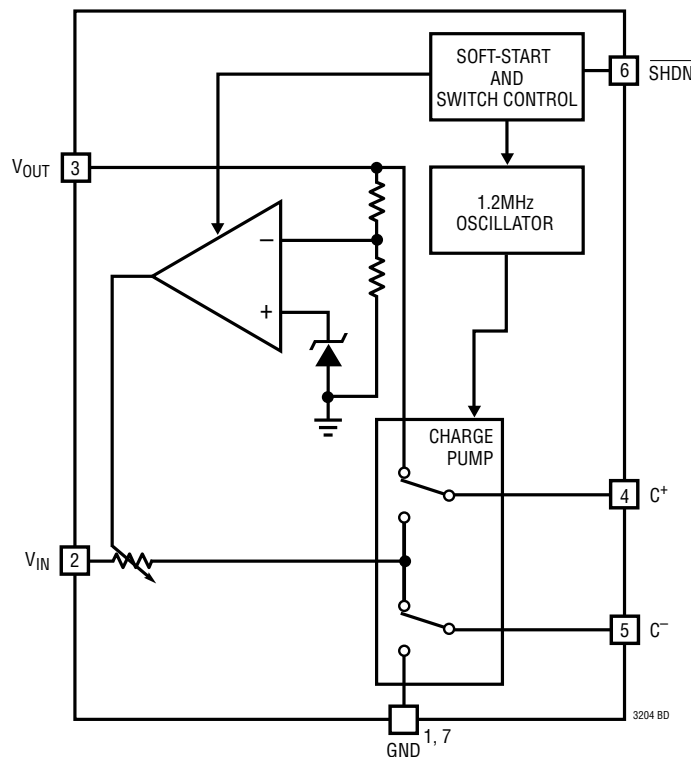 SOFT-START
AND
SWITCH CONTROL
6
SHDN
VOUT
3
1.2MHz
OSCILLATOR
–
+
CHARGE
PUMP
4
C+
VIN
2
5
C–
1, 7
GND
3204 BD